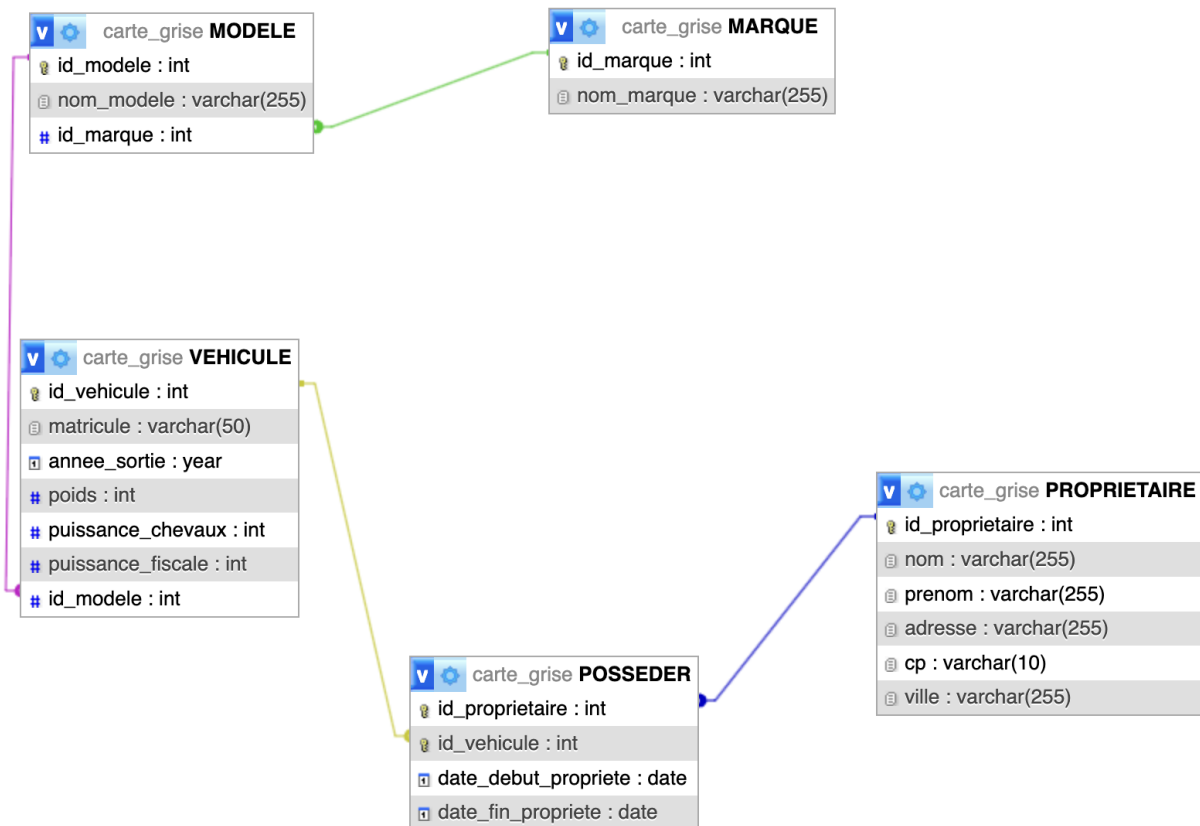 carte_grise MODELE
id_modele : int
nom_modele : varchar(255)
id_marque : int
carte_grise MARQUE
id_marque : int
nom_marque : varchar(255)
carte_grise VEHICULE
id_vehicule : int
matricule : varchar(50)
annee_sortie : year
poids : int
puissance_chevaux : int
puissance_fiscale : int
id_modele : int
carte_grise POSSEDER
id_proprietaire : int
id_vehicule : int
date_debut_propriete : date
date_fin_propriete : date
carte_grise PROPRIETAIRE
id_proprietaire : int
nom : varchar(255)
prenom : varchar(255)
adresse : varchar(255)
cp : varchar(10)
ville : varchar(255)